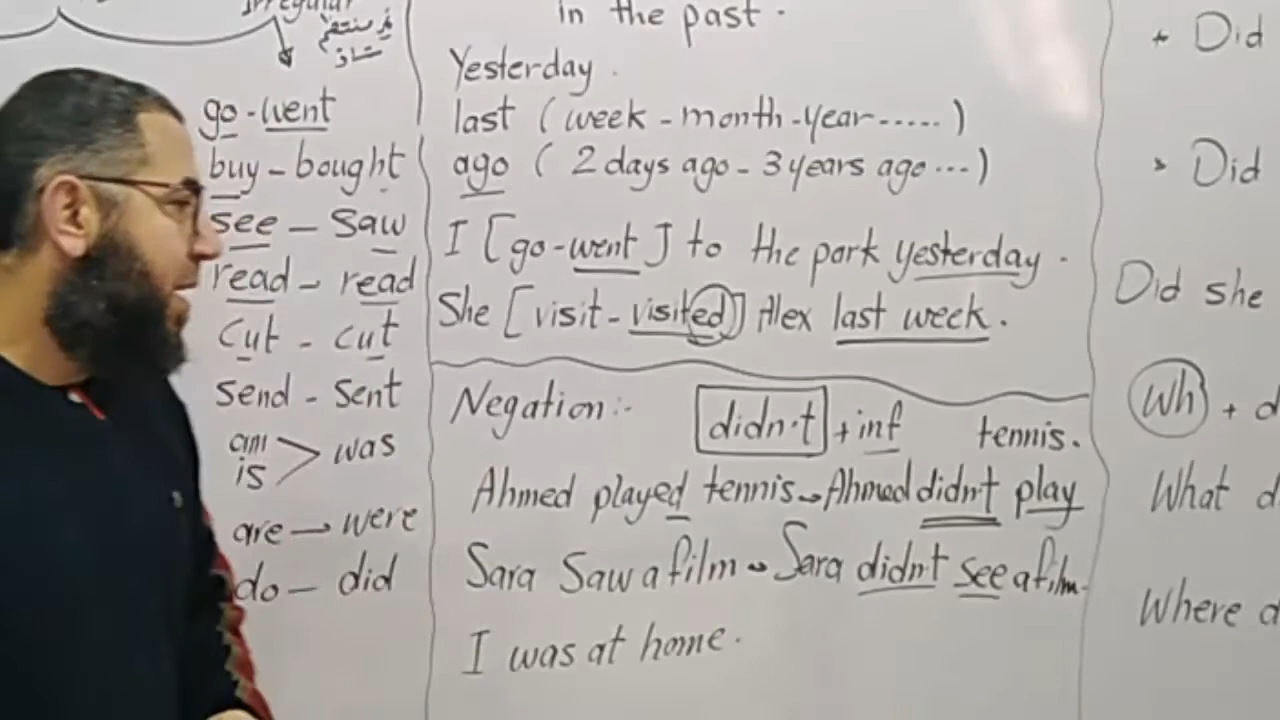 Irregular
غير منتظم
شاذ
go - went
buy - bought
see - saw
read - read
cut - cut
send - sent
am
is > was
are → were
do - did
in the past.
Yesterday.
last (week - month - year ......)
ago ( 2 days ago - 3 years ago ...)
I [go - went] to the park yesterday.
She [visit - visited] Alex last week.
Negation:- didn't + inf
tennis.
Ahmed played tennis → Ahmed didn't play
Sara Saw a film → Sara didn't see a film.
I was at home.
Did
Did
Did she
Wh +
What
Where